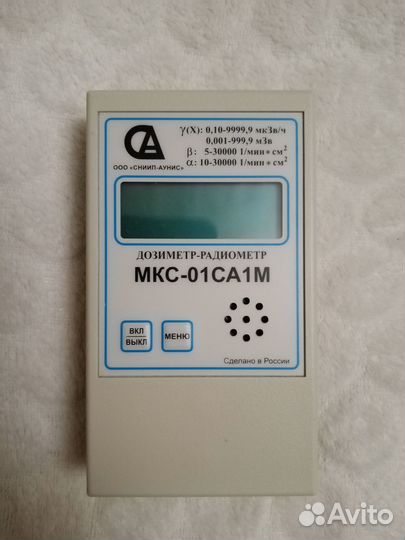 СА
ООО «СНИИП-АУНИС»
γ(X): 0,10-9999,9 мкЗв/ч
0,001-999,9 мЗв
β: 5-30000 1/мин*см²
α: 10-30000 1/мин*см²
ДОЗИМЕТР-РАДИОМЕТР
МКС-01СА1М
ВКЛ
ВЫКЛ
МЕНЮ
Сделано в России
Avito